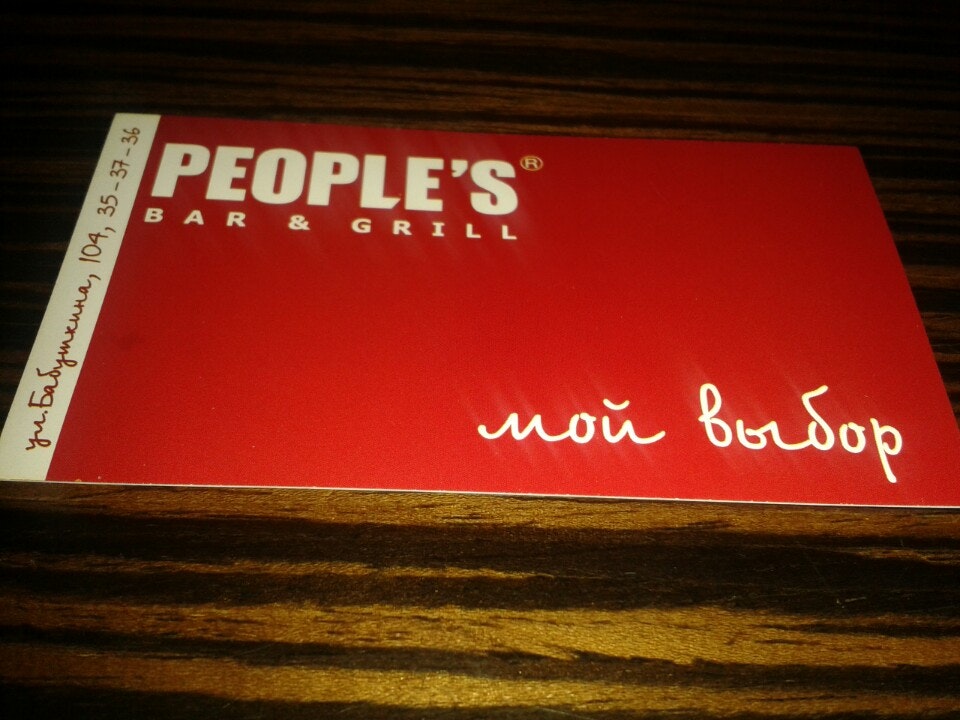 PEOPLE'S®
BAR & GRILL
мой выбор
ул.Бабушкина, 104, 35-37-36